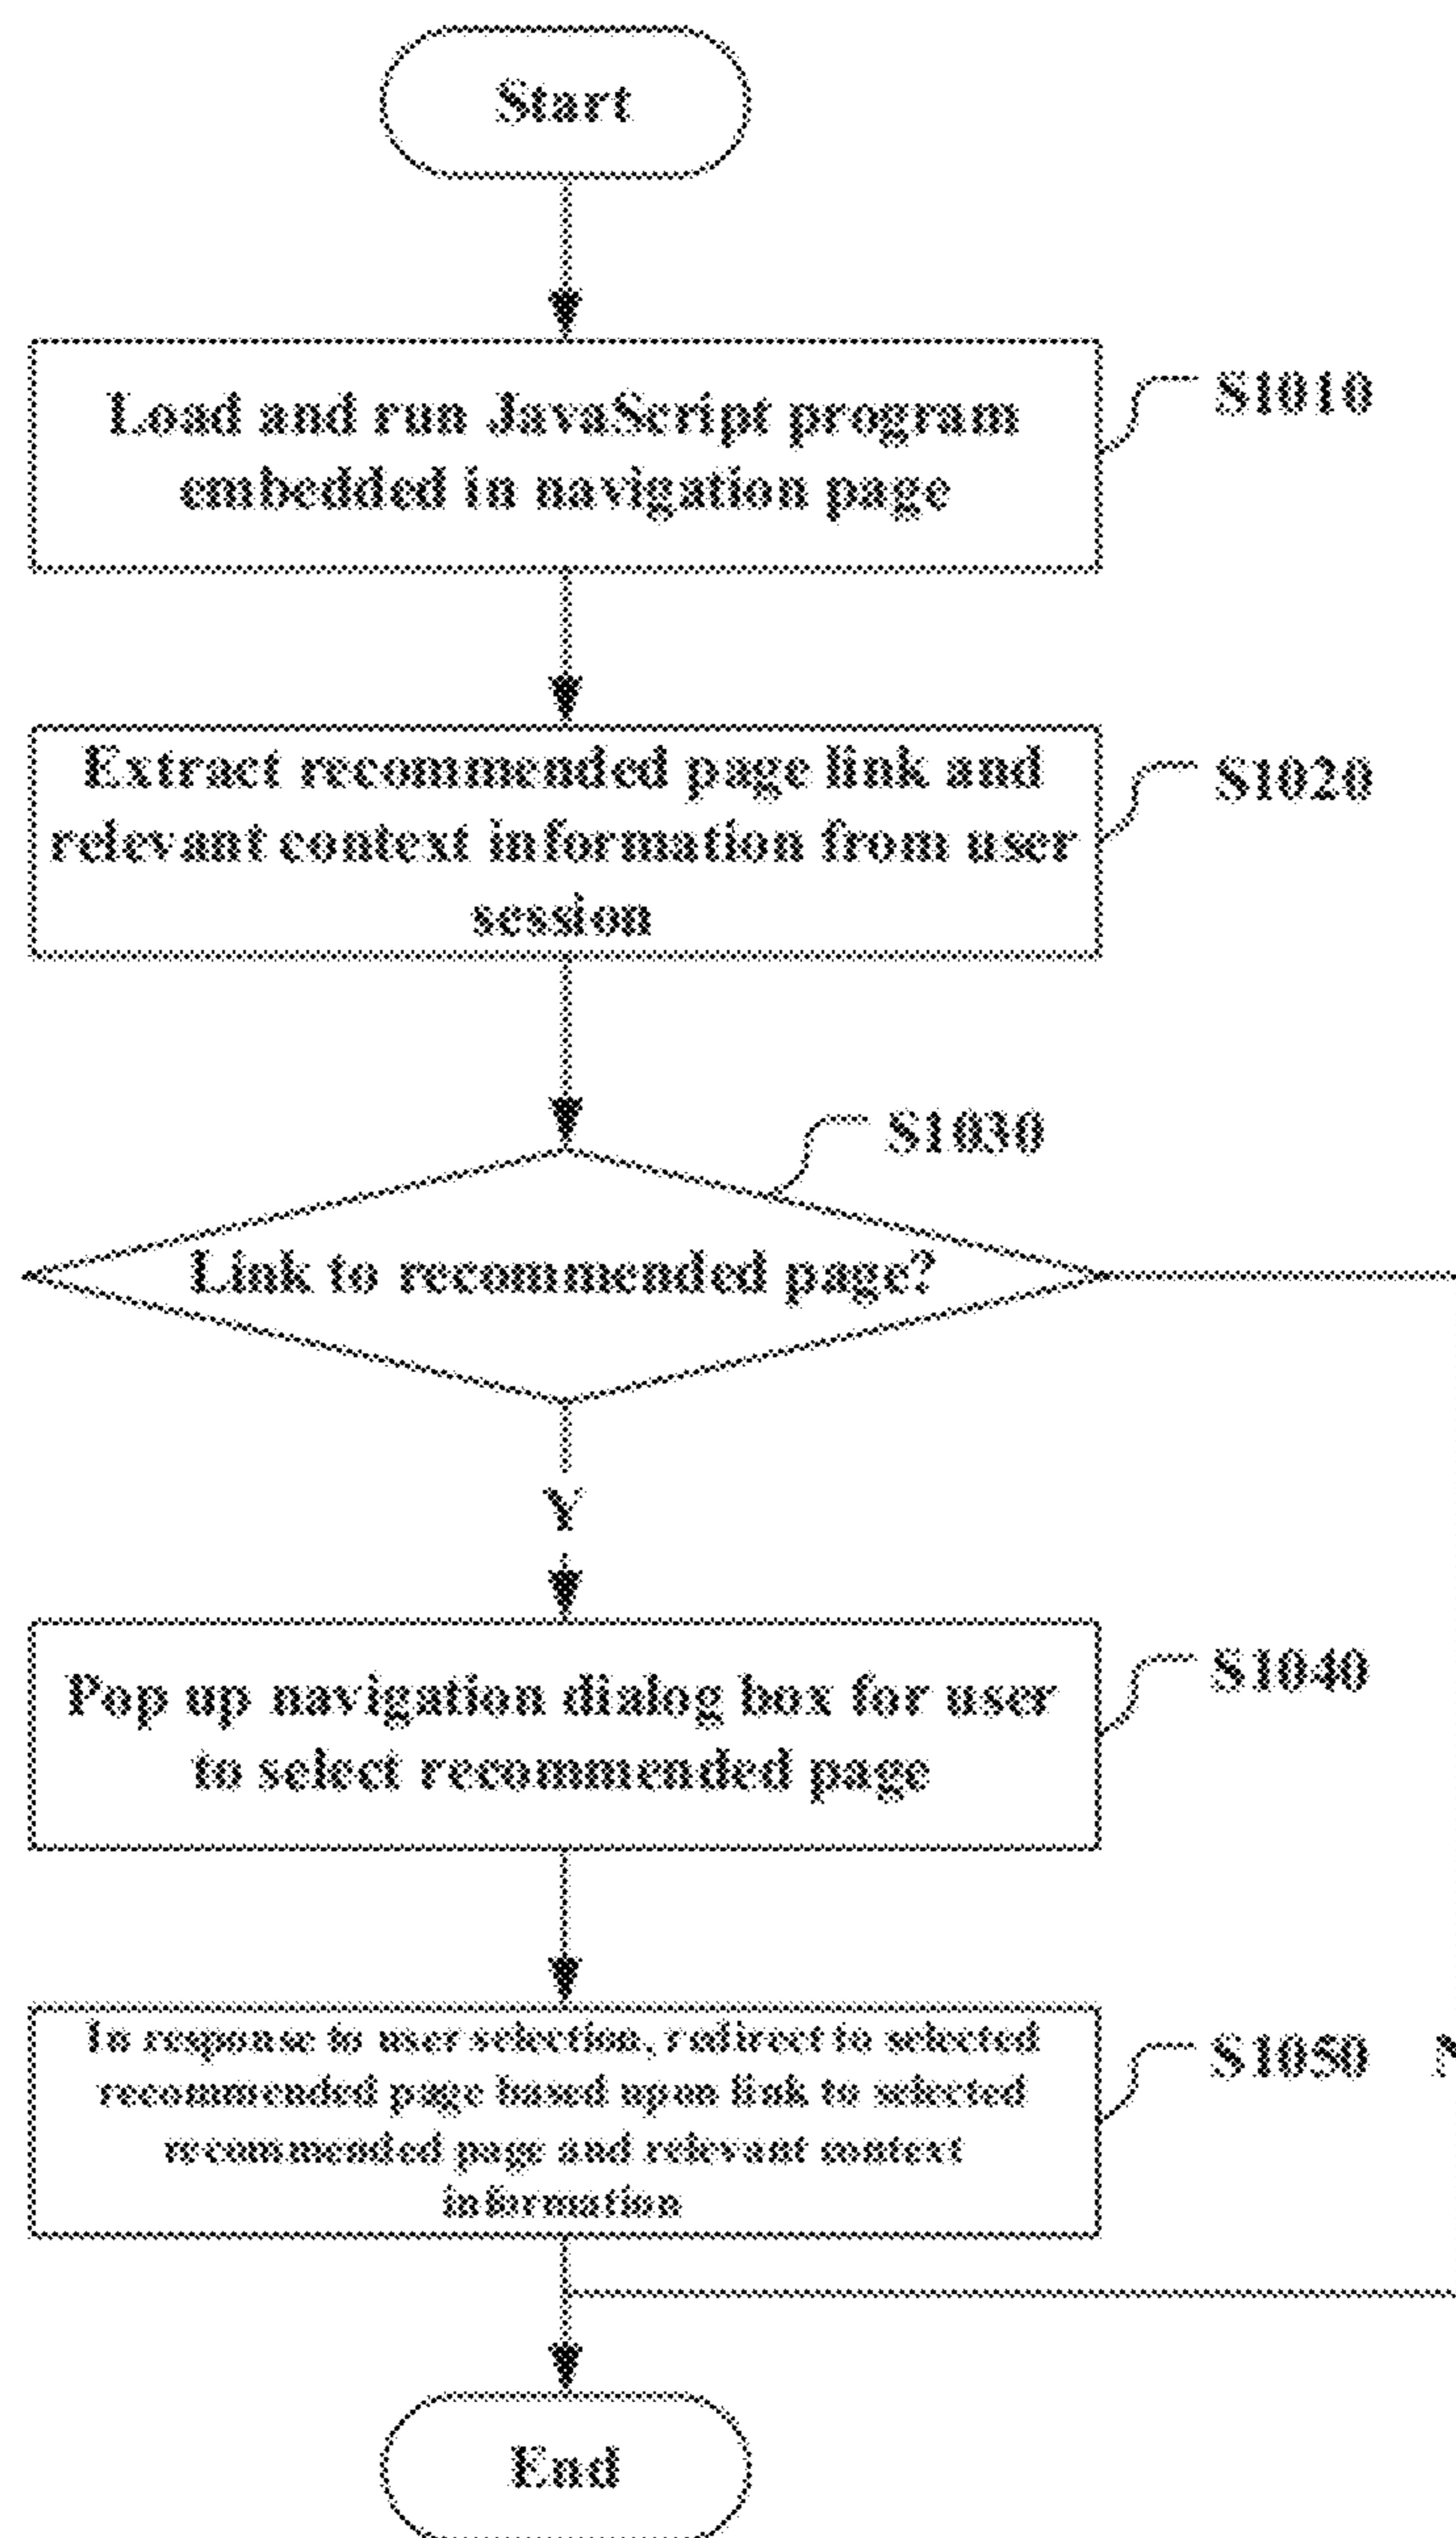 Start
Load and run JavaScript program
embedded in navigation page
S1010
Extract recommended page link and
relevant context information from user
session
S1020
S1030
Link to recommended page?
Y
Pop up navigation dialog box for user
to select recommended page
S1040
In response to user selection, redirect to selected
recommended page based upon link to selected
recommended page and relevant context
information
S1050
End